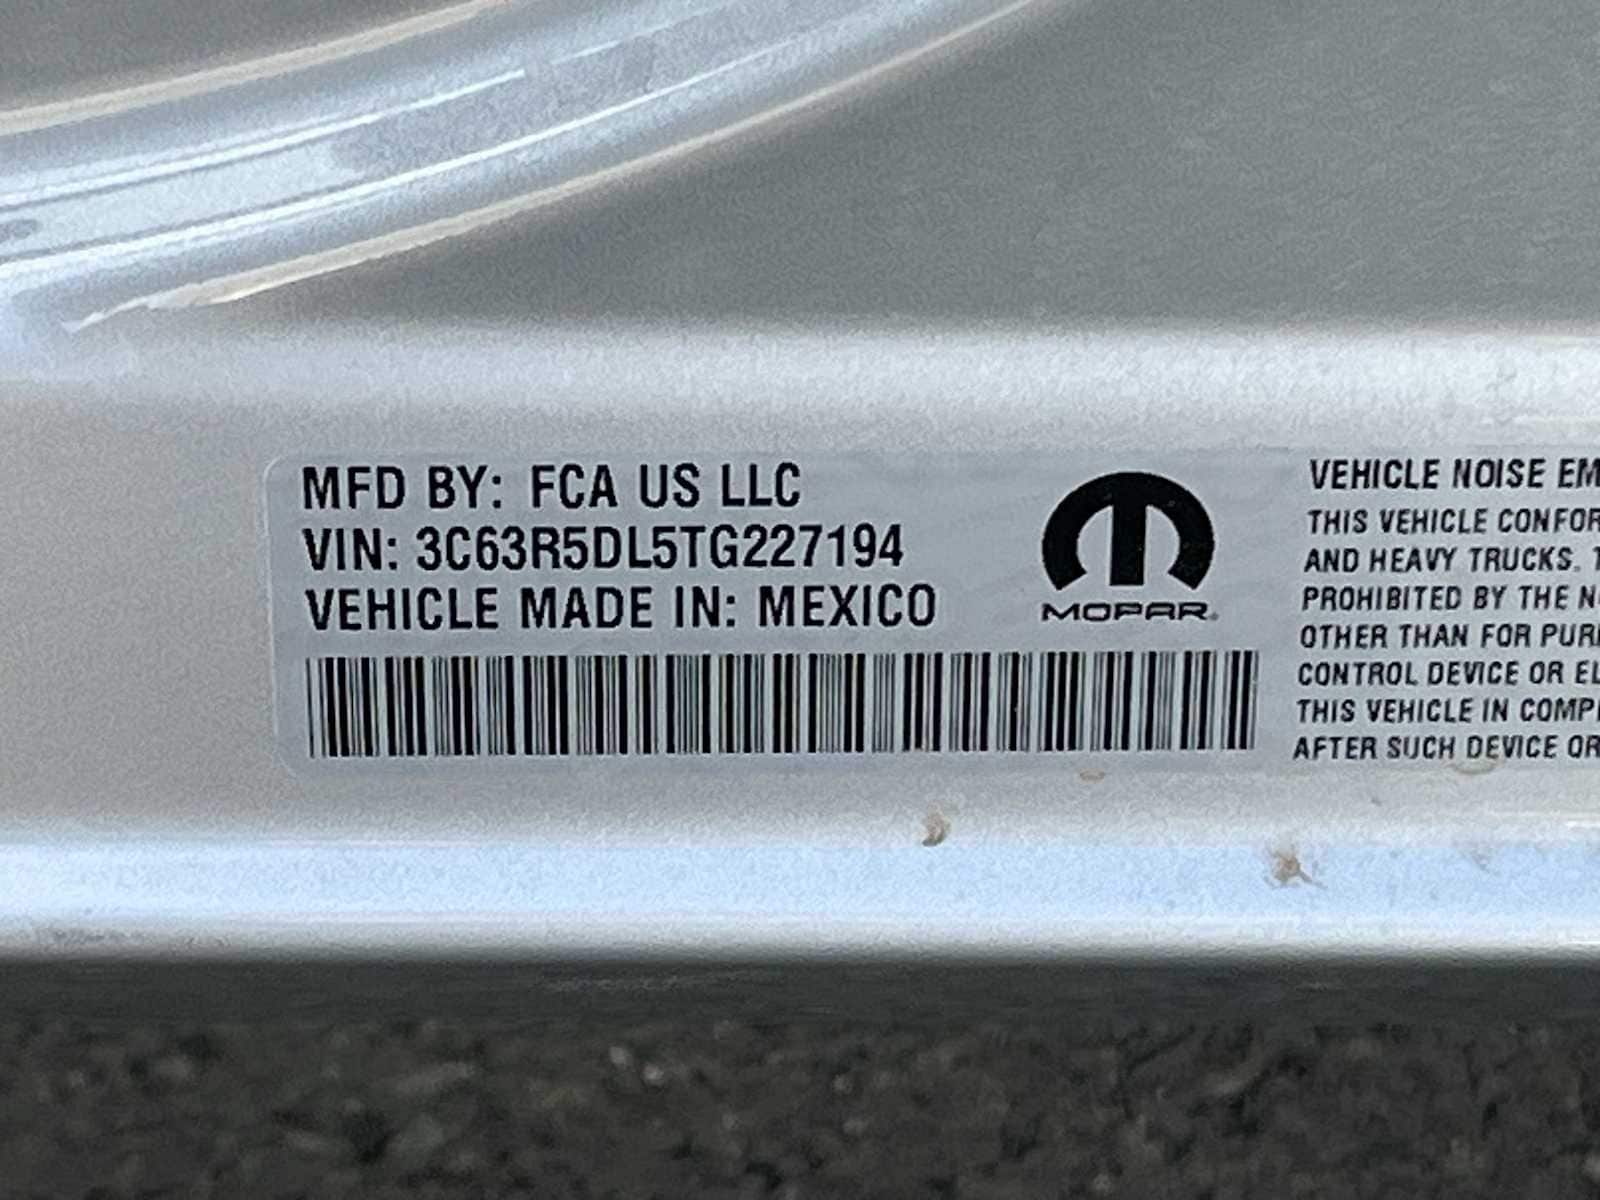 MFD BY: FCA US LLC
VIN: 3C63R5DL5TG227194
VEHICLE MADE IN: MEXICO
MOPAR®
VEHICLE NOISE EM
THIS VEHICLE CONFOR
AND HEAVY TRUCKS. T
PROHIBITED BY THE N
OTHER THAN FOR PUR
CONTROL DEVICE OR EL
THIS VEHICLE IN COMP
AFTER SUCH DEVICE OR